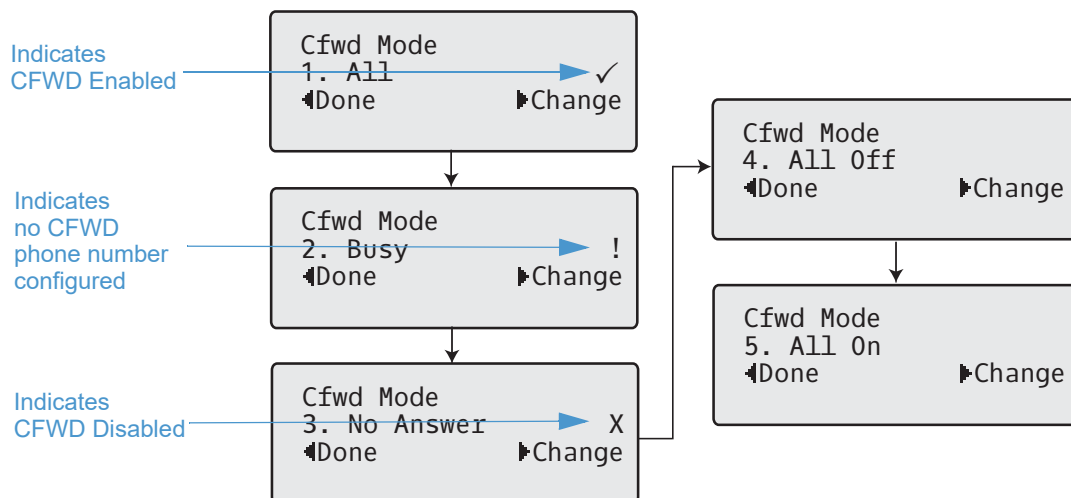 Indicates
CFWD Enabled
Cfwd Mode
1. All ✓
◀Done ▶Change
Indicates
no CFWD
phone number
configured
Cfwd Mode
2. Busy !
◀Done ▶Change
Indicates
CFWD Disabled
Cfwd Mode
3. No Answer X
◀Done ▶Change
Cfwd Mode
4. All Off
◀Done ▶Change
Cfwd Mode
5. All On
◀Done ▶Change